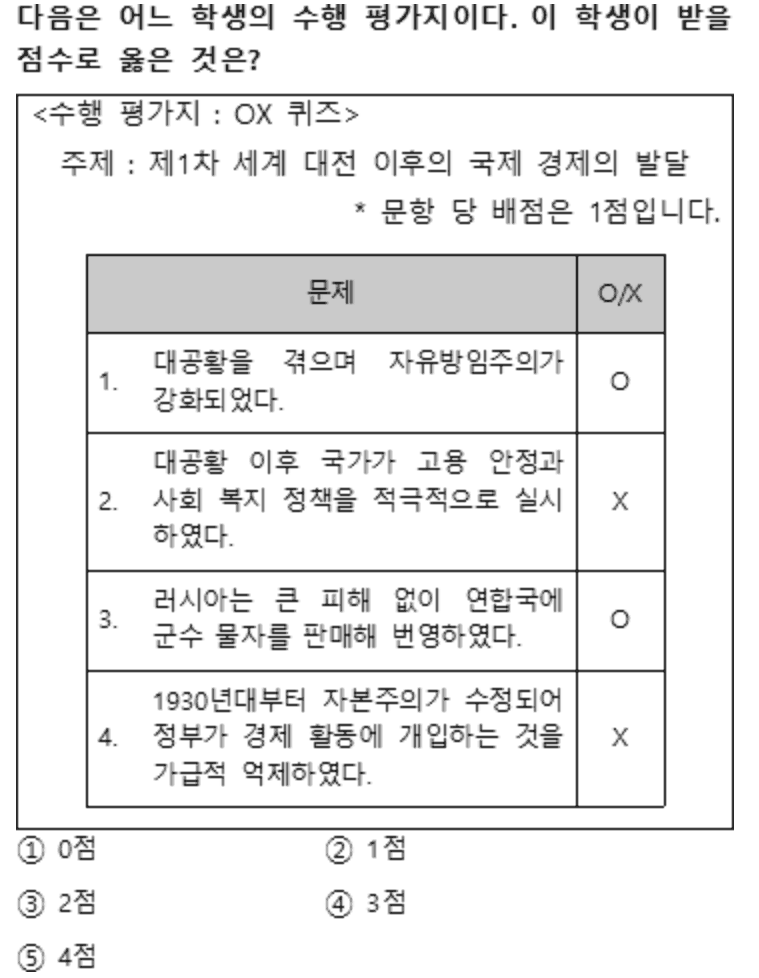 다음은 어느 학생의 수행 평가지이다. 이 학생이 받을
점수로 옳은 것은?
<수행 평가지 : OX 퀴즈>
주제 : 제1차 세계 대전 이후의 국제 경제의 발달
* 문항 당 배점은 1점입니다.
문제 O/X
1. 대공황을 겪으며 자유방임주의가
강화되었다. O
2. 대공황 이후 국가가 고용 안정과
사회 복지 정책을 적극적으로 실시
하였다. X
3. 러시아는 큰 피해 없이 연합국에
군수 물자를 판매해 번영하였다. O
4. 1930년대부터 자본주의가 수정되어
정부가 경제 활동에 개입하는 것을
가급적 억제하였다. X
① 0점 ② 1점
③ 2점 ④ 3점
⑤ 4점